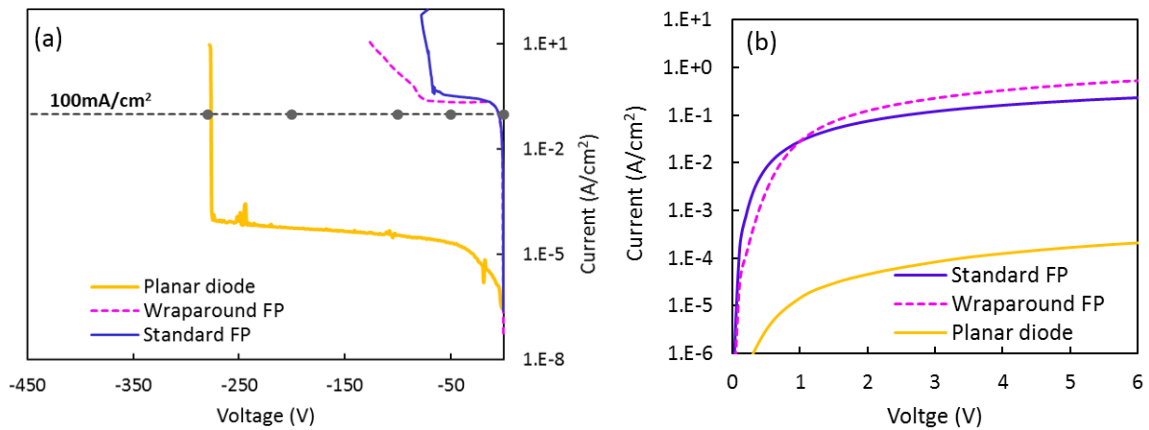 (a)
1.E+1
100mA/cm²
1.E-2
1.E-5
1.E-8
Current (A/cm²)
Planar diode
Wraparound FP
Standard FP
-450
-350
-250
-150
-50
Voltage (V)
(b)
1.E+1
1.E+0
1.E-1
1.E-2
1.E-3
1.E-4
1.E-5
1.E-6
Current (A/cm²)
Standard FP
Wraparound FP
Planar diode
0
1
2
3
4
5
6
Voltge (V)